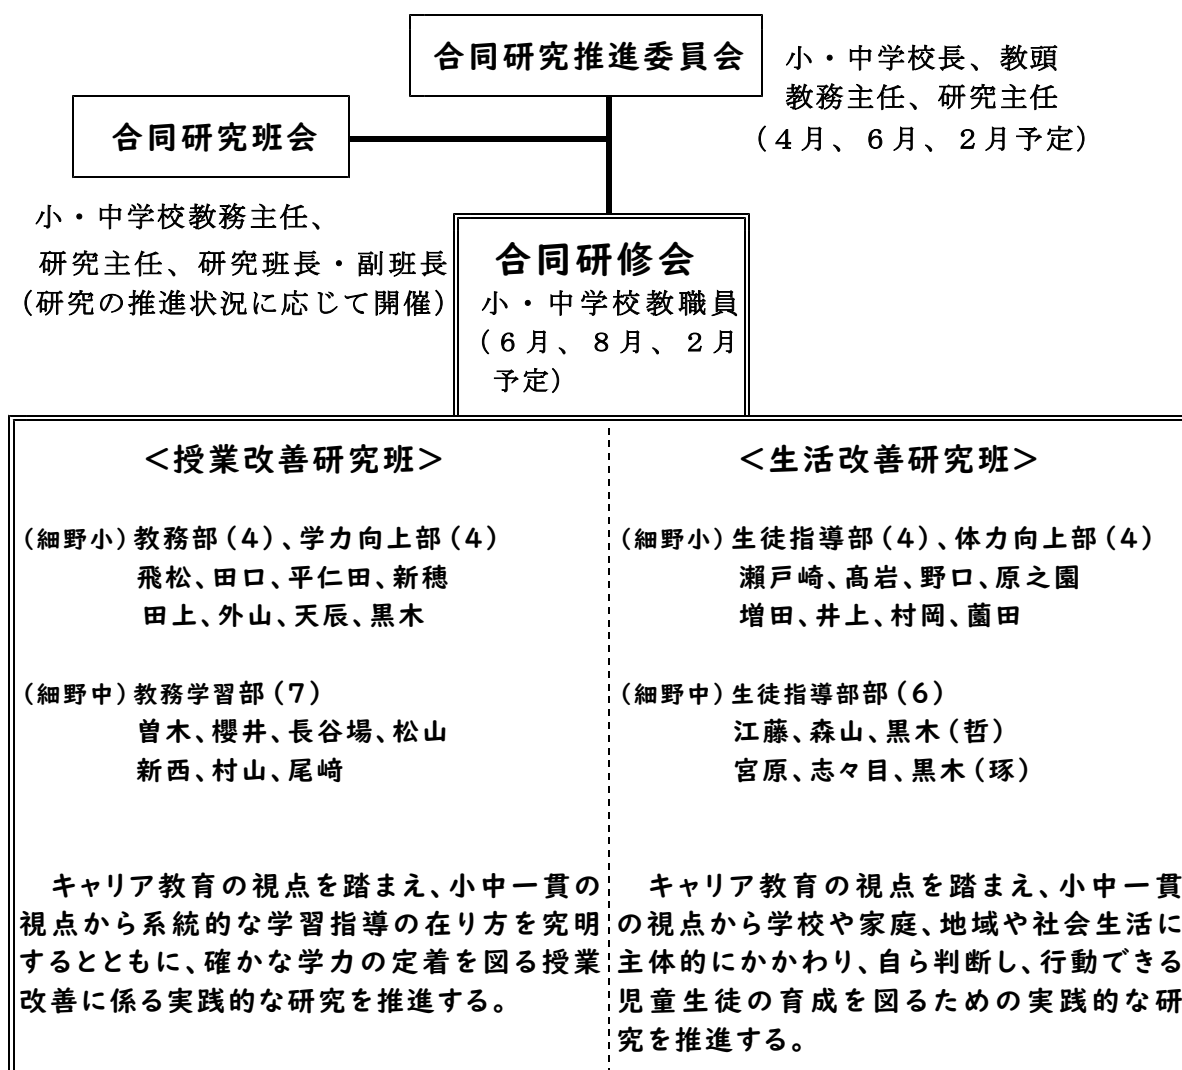 合同研究推進委員会
小・中学校長、教頭
教務主任、研究主任
(4月、6月、2月予定)
合同研究班会
小・中学校教務主任、
研究主任、研究班長・副班長
(研究の推進状況に応じて開催)
合同研修会
小・中学校教職員
(6月、8月、2月
予定)
<授業改善研究班>
(細野小)教務部(4)、学力向上部(4)
飛松、田口、平仁田、新穂
田上、外山、天辰、黒木
(細野中)教務学習部(7)
曽木、櫻井、長谷場、松山
新西、村山、尾﨑
キャリア教育の視点を踏まえ、小中一貫の
視点から系統的な学習指導の在り方を究明
するとともに、確かな学力の定着を図る授業
改善に係る実践的な研究を推進する。
<生活改善研究班>
(細野小)生徒指導部(4)、体力向上部(4)
瀬戸崎、髙岩、野口、原之園
増田、井上、村岡、薗田
(細野中)生徒指導部部(6)
江藤、森山、黒木(哲)
宮原、志々目、黒木(琢)
キャリア教育の視点を踏まえ、小中一貫
の視点から学校や家庭、地域や社会生活に
主体的にかかわり、自ら判断し、行動できる
児童生徒の育成を図るための実践的な研
究を推進する。